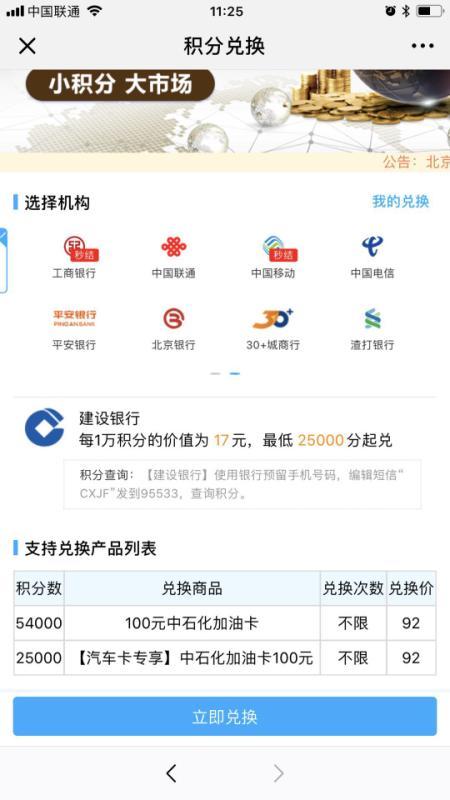 中国联通
11:25
积分兑换
小积分 大市场
公告：北京
选择机构
我的兑换
秒结
秒结
工商银行
中国联通
中国移动
中国电信
平安银行
PINGAN BANK
30+
平安银行
北京银行
30+城商行
渣打银行
建设银行
每1万积分的价值为 17 元，最低 25000 分起兑
积分查询：【建设银行】使用银行预留手机号码，编辑短信“
CXJF”发到95533，查询积分。
支持兑换产品列表
积分数 兑换商品 兑换次数 兑换价
54000 100元中石化加油卡 不限 92
25000 【汽车卡专享】中石化加油卡100元 不限 92
立即兑换